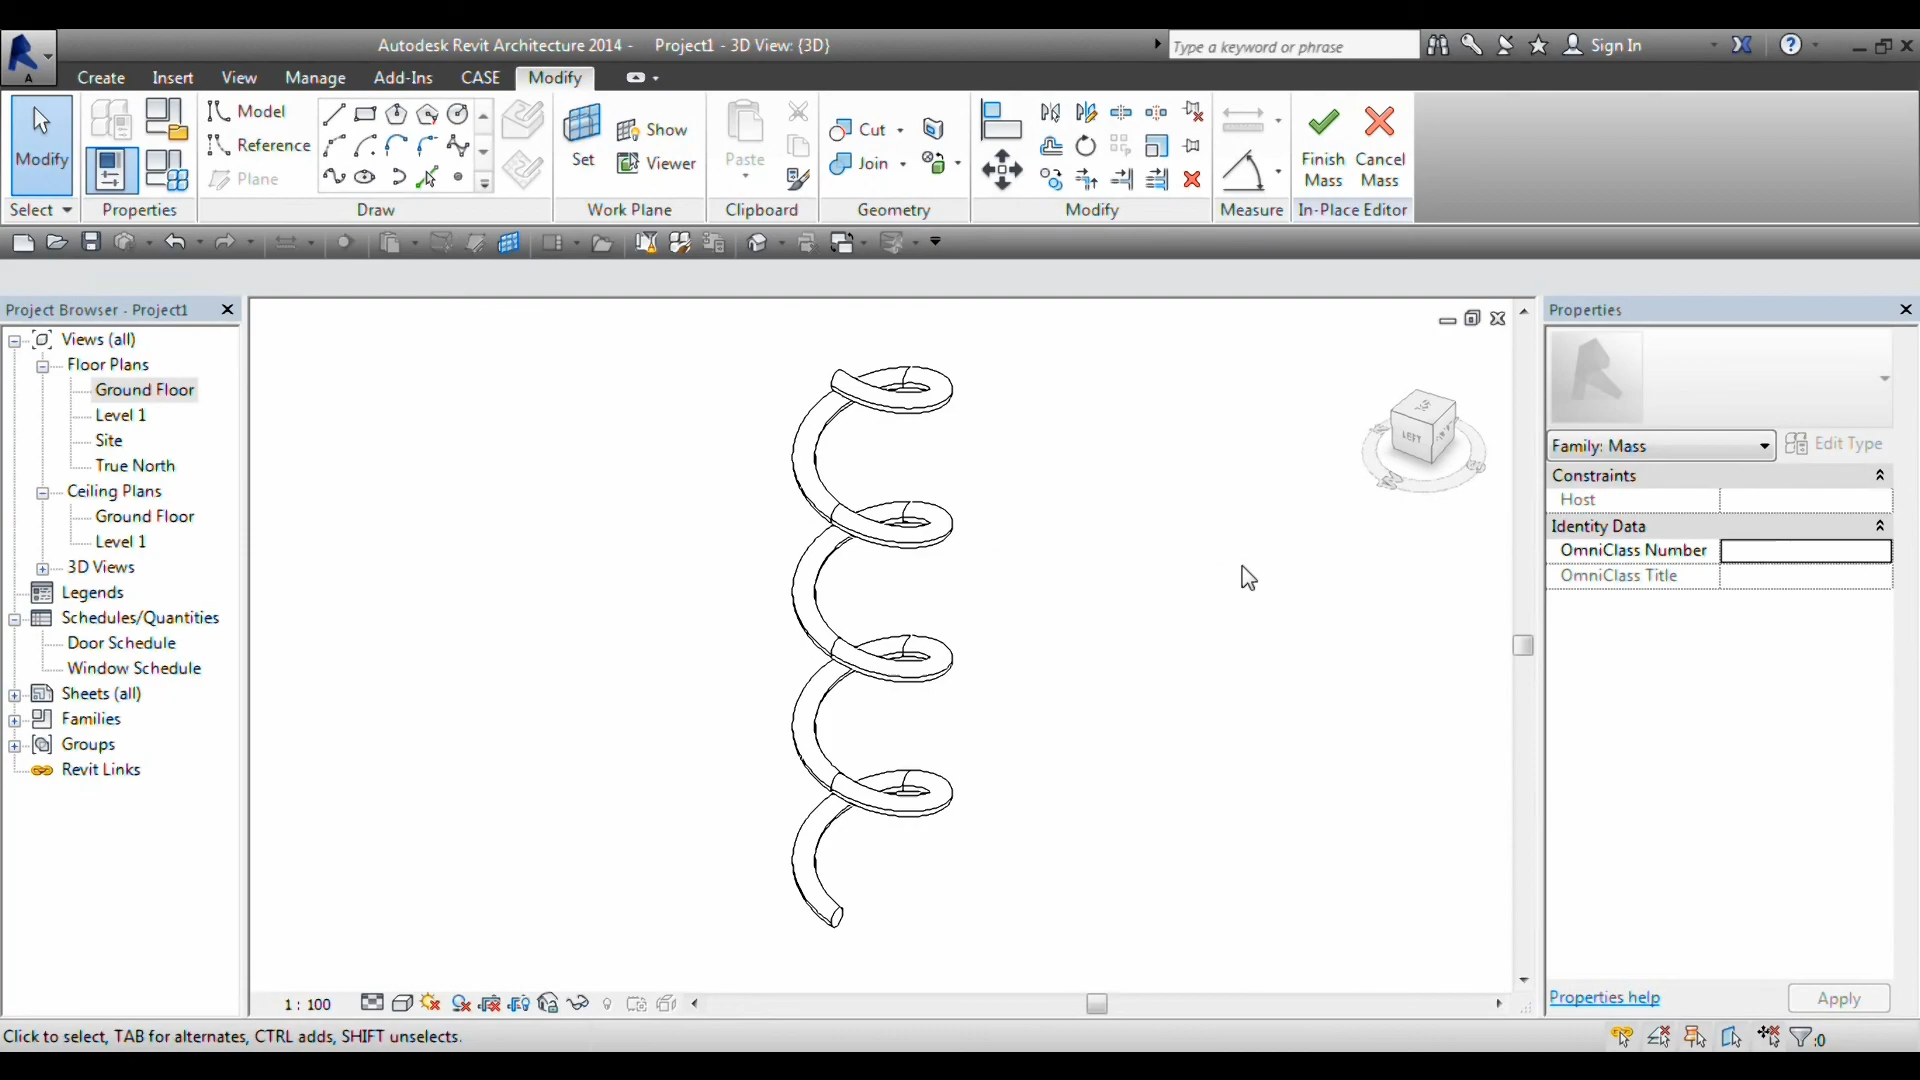 Autodesk Revit Architecture 2014 - Project1 - 3D View: {3D}
Type a keyword or phrase
Sign In
A
Create Insert View Manage Add-Ins CASE Modify
Modify
Model
Reference
Plane
Set
Show
Viewer
Paste
Cut
Join
Finish Mass
Cancel Mass
Select Properties Draw Work Plane Clipboard Geometry Modify Measure In-Place Editor
Project Browser - Project1
Views (all)
Floor Plans
Ground Floor
Level 1
Site
True North
Ceiling Plans
Ground Floor
Level 1
3D Views
Legends
Schedules/Quantities
Door Schedule
Window Schedule
Sheets (all)
Families
Groups
Revit Links
LEFT
Properties
Family: Mass
Edit Type
Constraints
Host
Identity Data
OmniClass Number
OmniClass Title
Properties help
Apply
1 : 100
Click to select, TAB for alternates, CTRL adds, SHIFT unselects.
:0